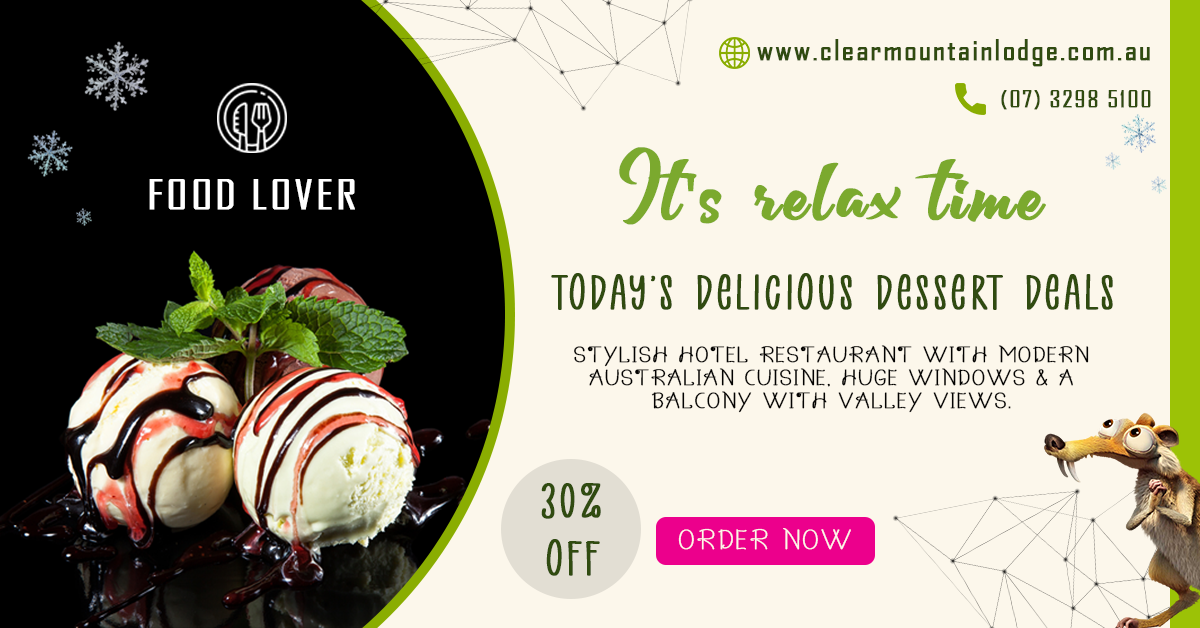 www.clearmountainlodge.com.au
(07) 3298 5100
FOOD LOVER
It's relax time
TODAY'S DELICIOUS DESSERT DEALS
STYLISH HOTEL RESTAURANT WITH MODERN
AUSTRALIAN CUISINE, HUGE WINDOWS & A
BALCONY WITH VALLEY VIEWS.
30%
OFF
ORDER NOW